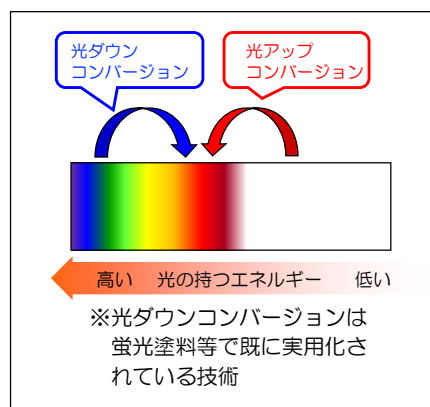 光ダウン
コンバージョン
光アップ
コンバージョン
高い 光の持つエネルギー 低い
※光ダウンコンバージョンは
蛍光塗料等で既に実用化さ
れている技術